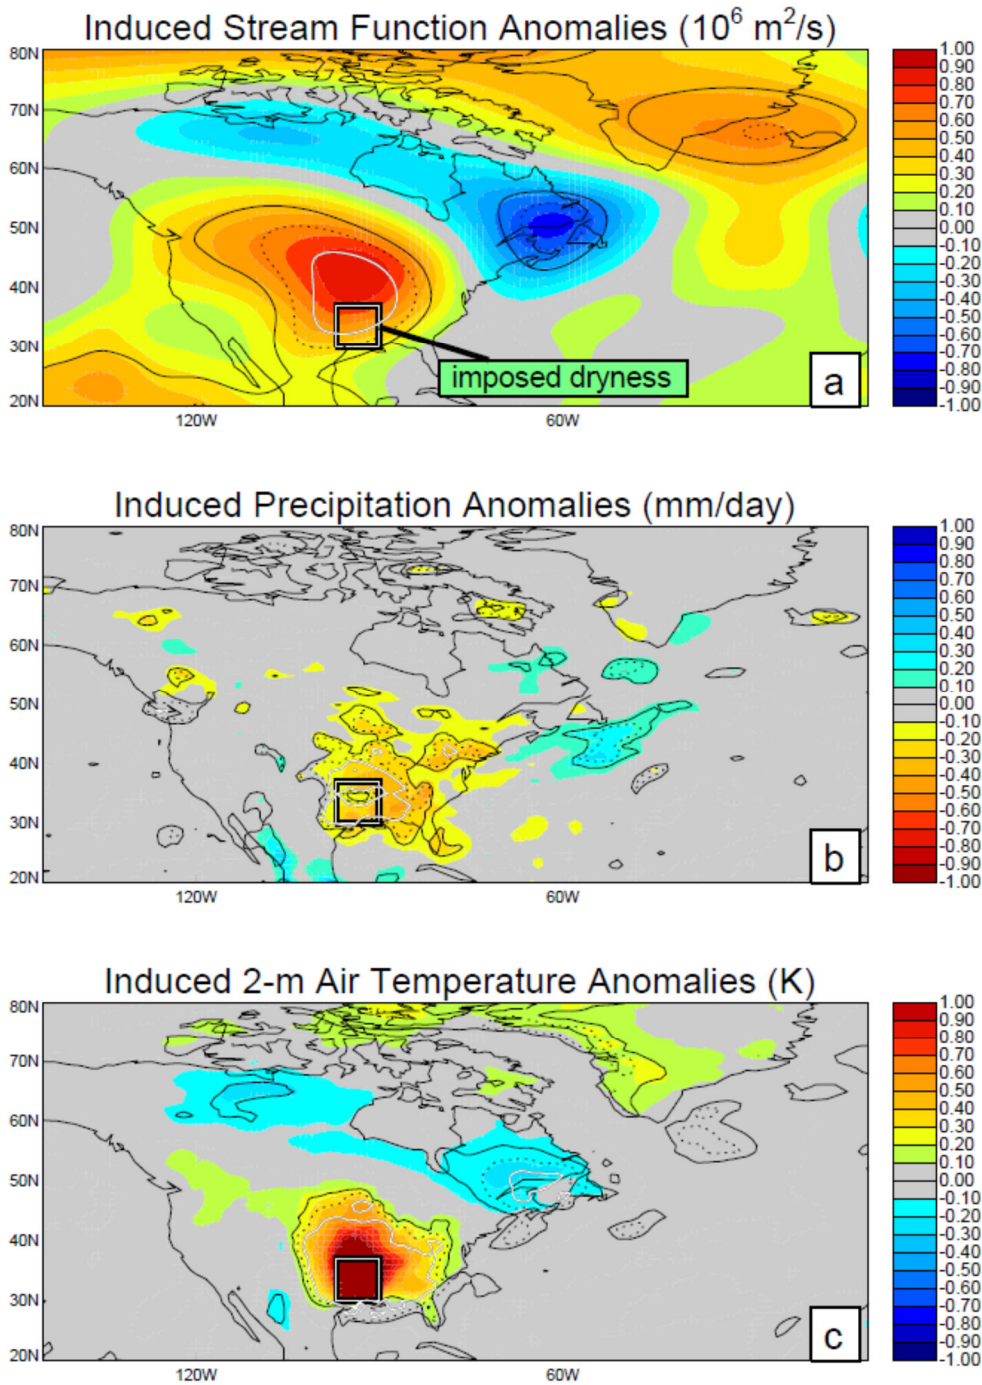 Induced Stream Function Anomalies (10⁶ m²/s)
80N
70N
60N
50N
40N
30N
20N
120W
60W
imposed dryness
a
1.00
0.90
0.80
0.70
0.60
0.50
0.40
0.30
0.20
0.10
0.00
-0.10
-0.20
-0.30
-0.40
-0.50
-0.60
-0.70
-0.80
-0.90
-1.00
Induced Precipitation Anomalies (mm/day)
80N
70N
60N
50N
40N
30N
20N
120W
60W
b
1.00
0.90
0.80
0.70
0.60
0.50
0.40
0.30
0.20
0.10
0.00
-0.10
-0.20
-0.30
-0.40
-0.50
-0.60
-0.70
-0.80
-0.90
-1.00
Induced 2-m Air Temperature Anomalies (K)
80N
70N
60N
50N
40N
30N
20N
120W
60W
c
1.00
0.90
0.80
0.70
0.60
0.50
0.40
0.30
0.20
0.10
0.00
-0.10
-0.20
-0.30
-0.40
-0.50
-0.60
-0.70
-0.80
-0.90
-1.00